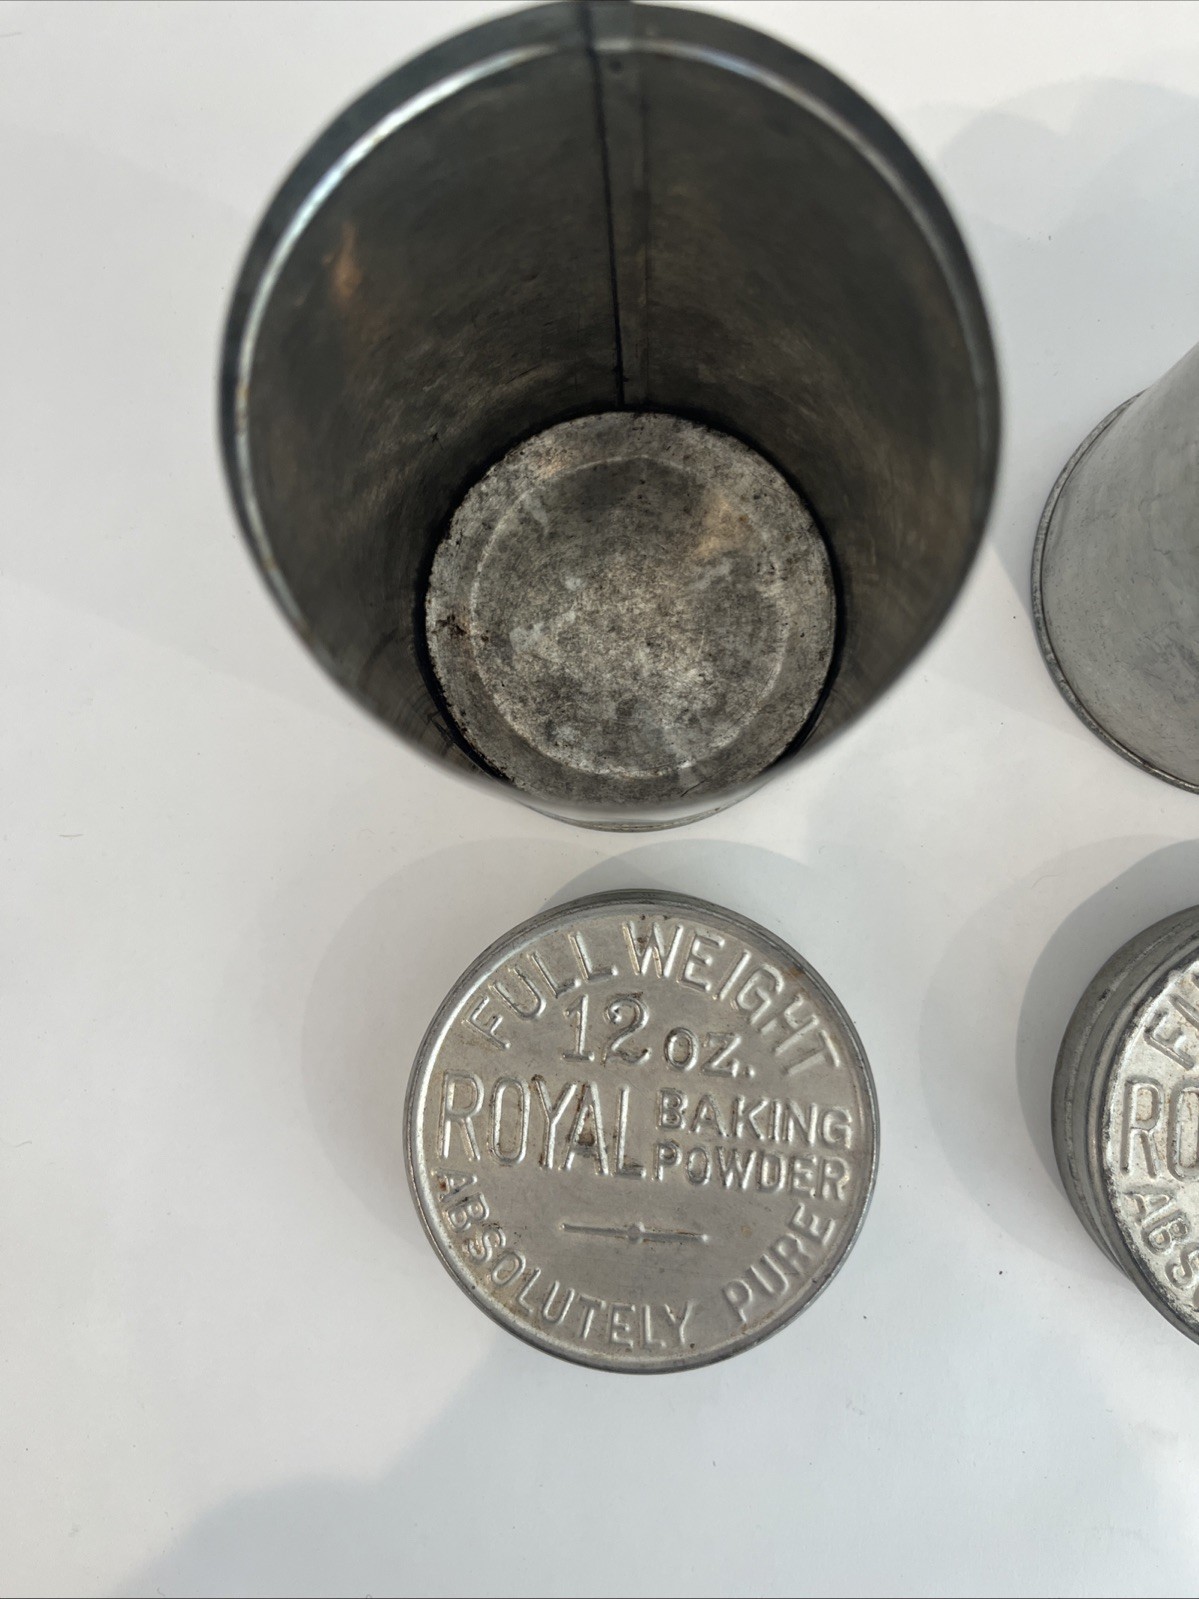 FULL WEIGHT
12 oz.
ROYAL BAKING
POWDER
ABSOLUTELY PURE